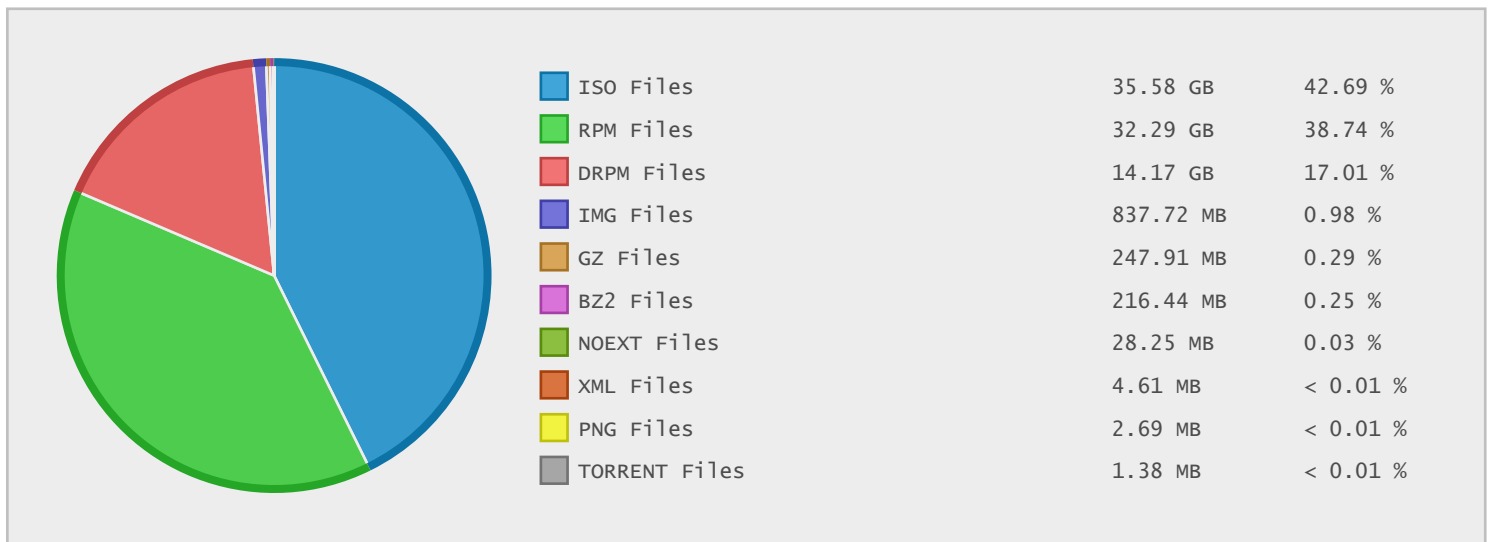 ISO Files 35.58 GB 42.69 %
RPM Files 32.29 GB 38.74 %
DRPM Files 14.17 GB 17.01 %
IMG Files 837.72 MB 0.98 %
GZ Files 247.91 MB 0.29 %
BZ2 Files 216.44 MB 0.25 %
NOEXT Files 28.25 MB 0.03 %
XML Files 4.61 MB < 0.01 %
PNG Files 2.69 MB < 0.01 %
TORRENT Files 1.38 MB < 0.01 %